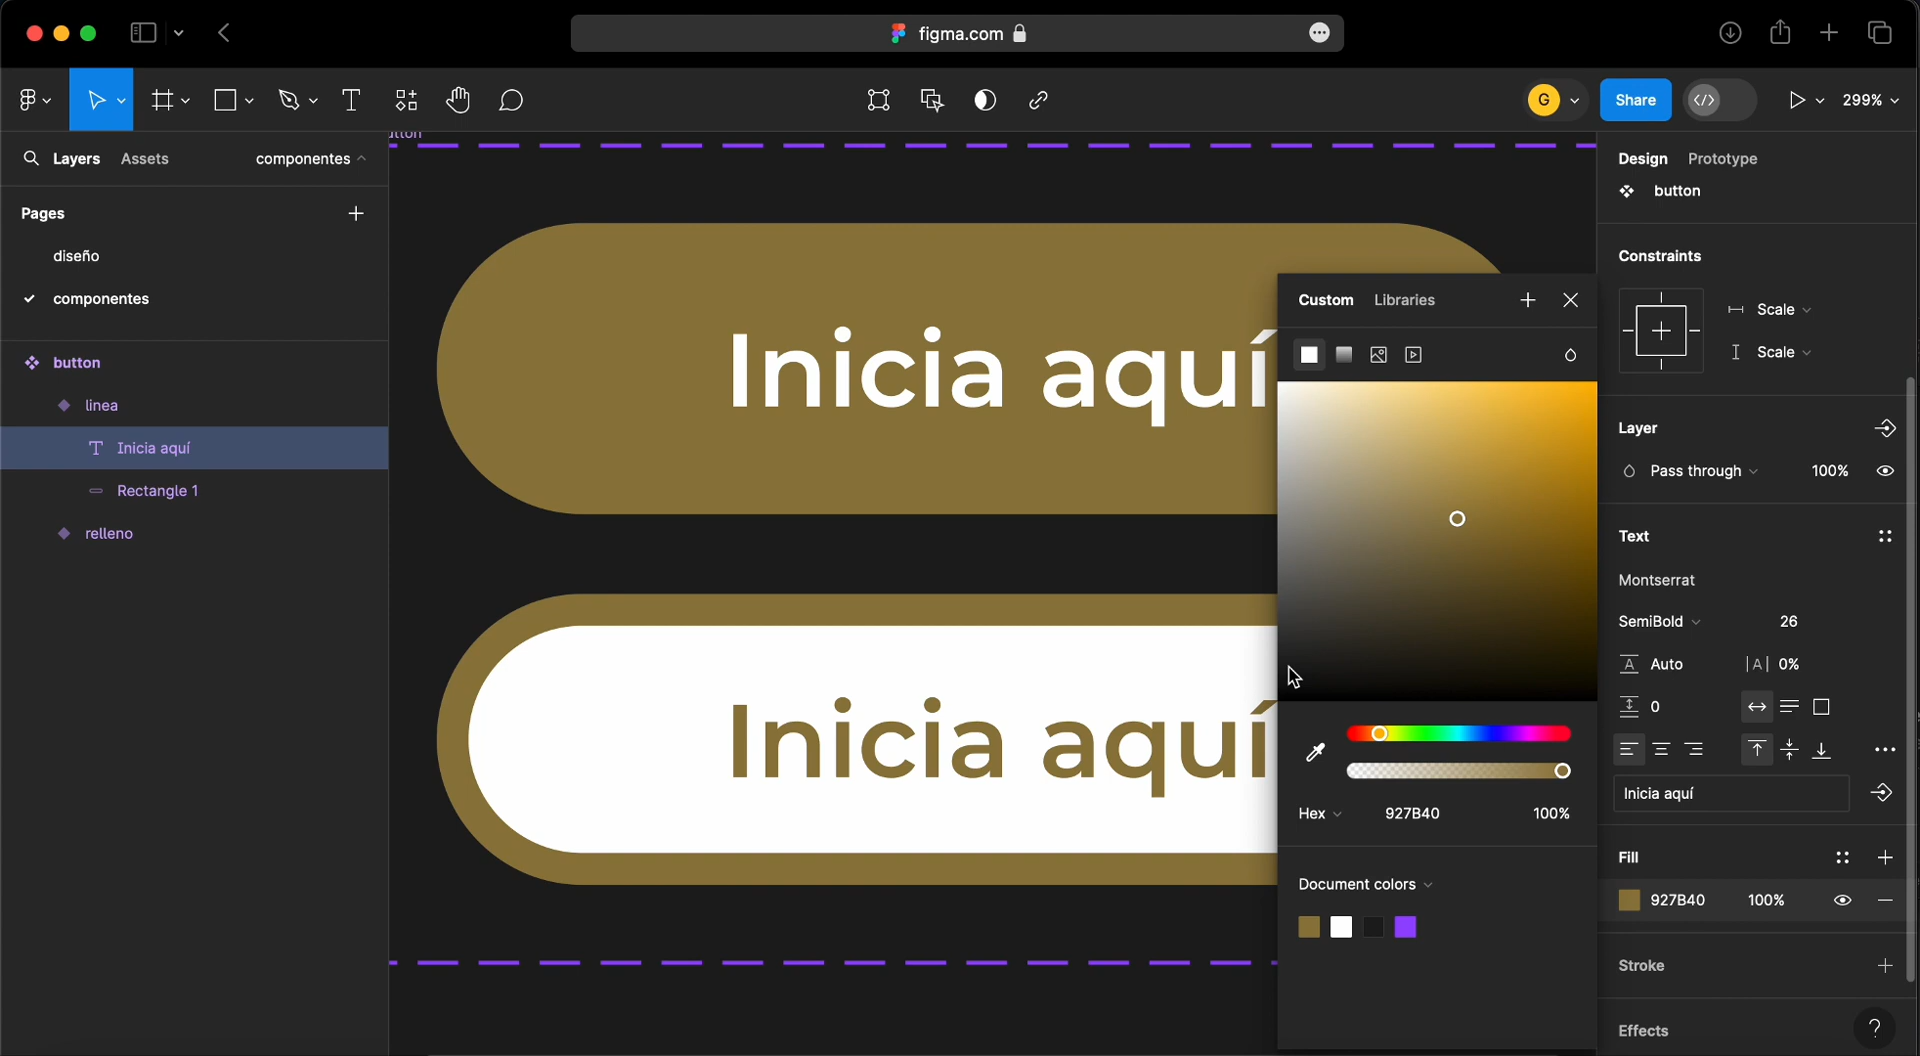 figma.com
G
Share
299%
Layers
Assets
componentes
Pages
diseño
componentes
button
linea
Inicia aquí
Rectangle 1
relleno
Inicia aquí
Inicia aquí
Custom
Libraries
Hex
927B40
100%
Document colors
Design
Prototype
button
Constraints
Scale
Scale
Layer
Pass through
100%
Text
Montserrat
SemiBold
26
Auto
0%
0
Inicia aquí
Fill
927B40
100%
Stroke
Effects
?